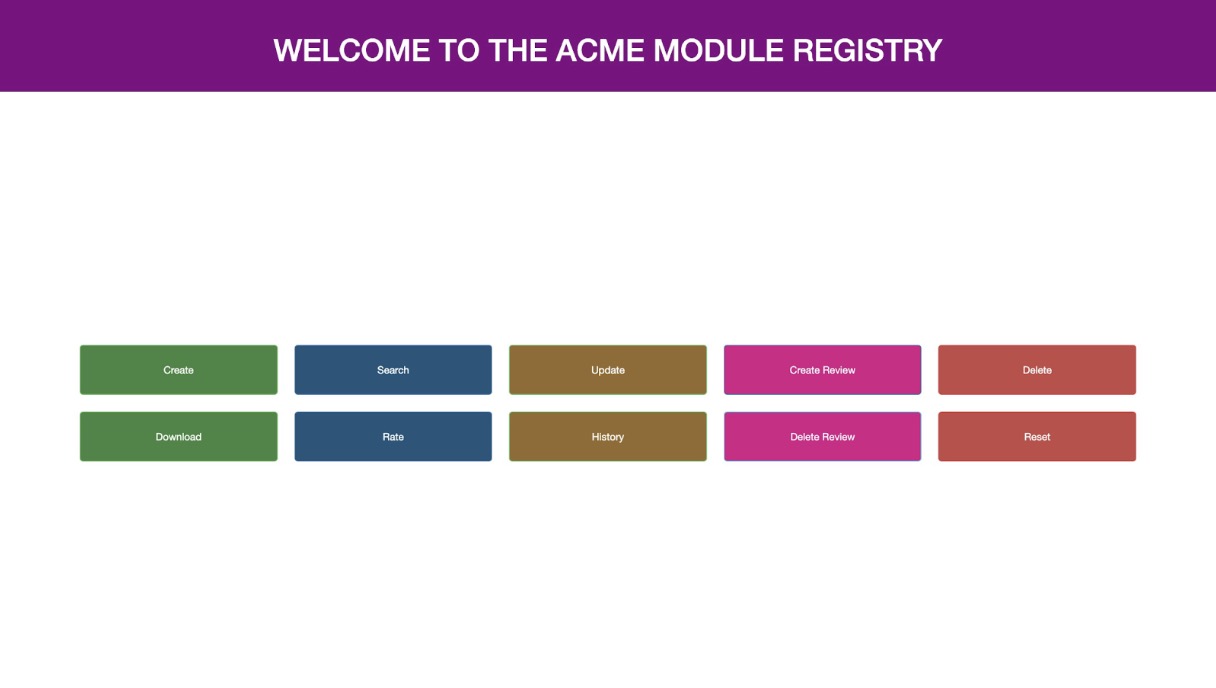 WELCOME TO THE ACME MODULE REGISTRY
Create
Search
Update
Create Review
Delete
Download
Rate
History
Delete Review
Reset